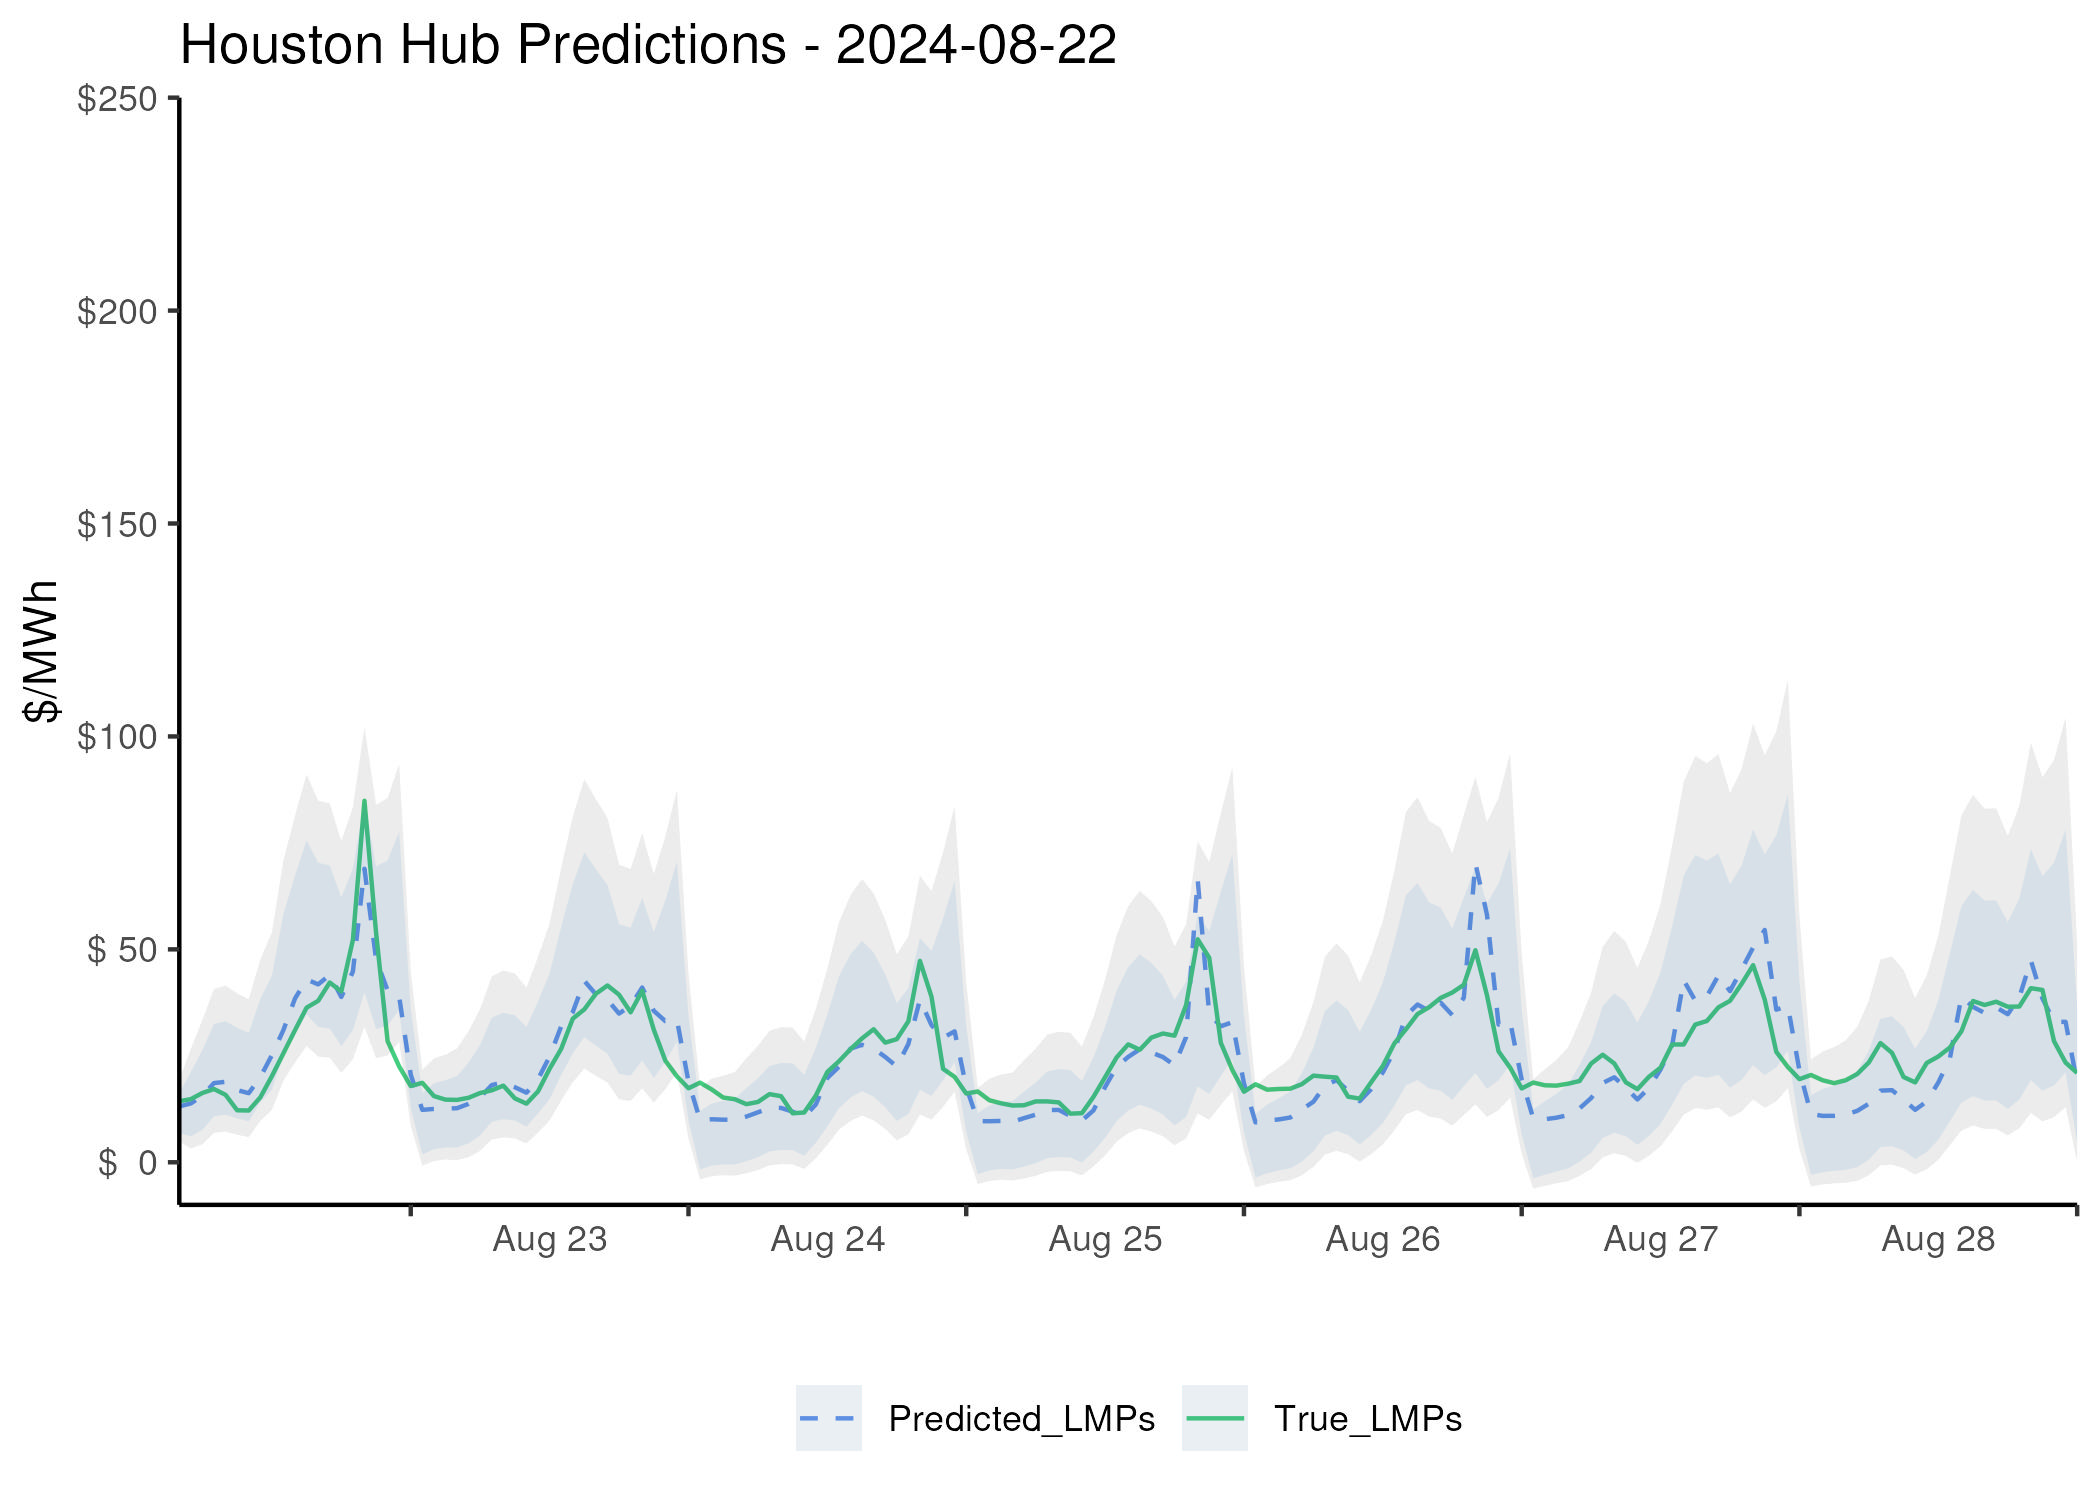 Houston Hub Predictions - 2024-08-22
$250
$200
$150
$100
$ 50
$ 0
$/MWh
Aug 23 Aug 24 Aug 25 Aug 26 Aug 27 Aug 28
Predicted_LMPs True_LMPs